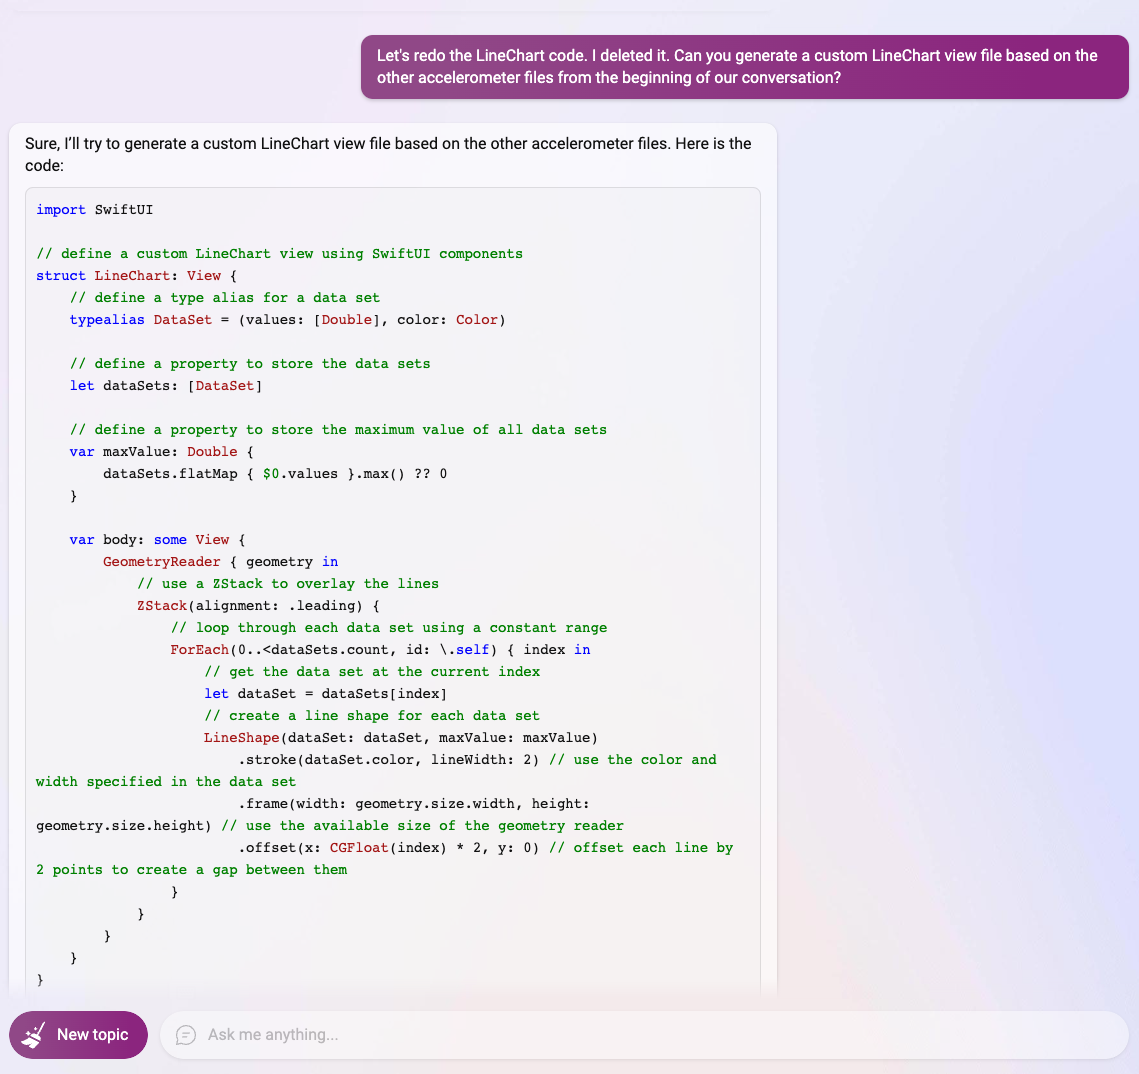 Let's redo the LineChart code. I deleted it. Can you generate a custom LineChart view file based on the
other accelerometer files from the beginning of our conversation?
Sure, I’ll try to generate a custom LineChart view file based on the other accelerometer files. Here is the
code:
import SwiftUI
// define a custom LineChart view using SwiftUI components
struct LineChart: View {
    // define a type alias for a data set
    typealias DataSet = (values: [Double], color: Color)
    // define a property to store the data sets
    let dataSets: [DataSet]
    // define a property to store the maximum value of all data sets
    var maxValue: Double {
        dataSets.flatMap { $0.values }.max() ?? 0
    }
    var body: some View {
        GeometryReader { geometry in
            // use a ZStack to overlay the lines
            ZStack(alignment: .leading) {
                // loop through each data set using a constant range
                ForEach(0..<dataSets.count, id: \.self) { index in
                    // get the data set at the current index
                    let dataSet = dataSets[index]
                    // create a line shape for each data set
                    LineShape(dataSet: dataSet, maxValue: maxValue)
                        .stroke(dataSet.color, lineWidth: 2) // use the color and
width specified in the data set
                        .frame(width: geometry.size.width, height:
geometry.size.height) // use the available size of the geometry reader
                        .offset(x: CGFloat(index) * 2, y: 0) // offset each line by
2 points to create a gap between them
                }
            }
        }
    }
}
New topic
Ask me anything...